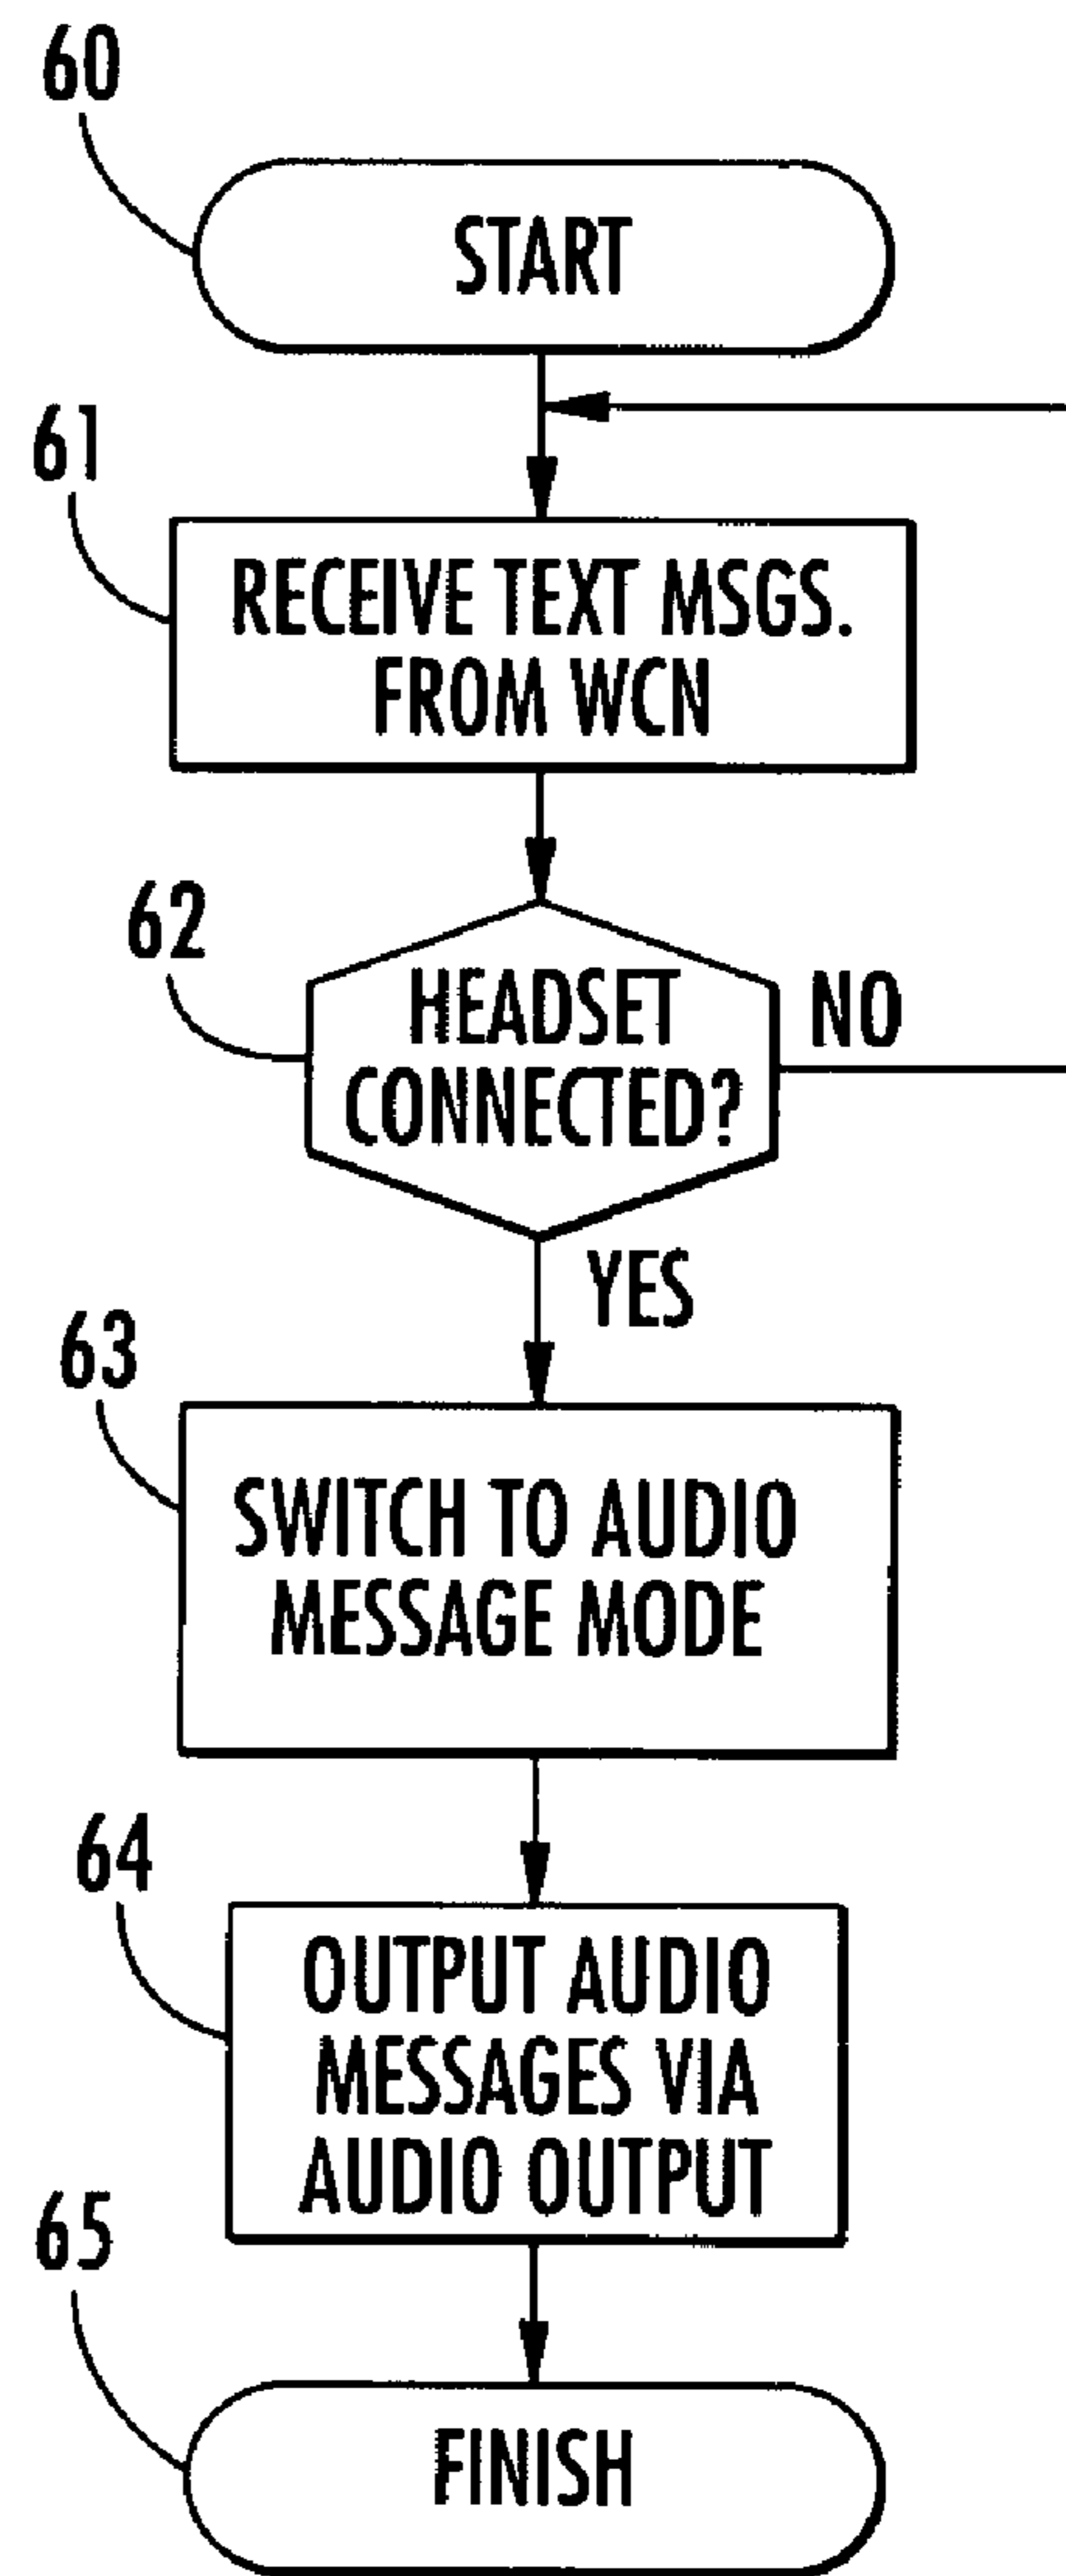 60
START
61
RECEIVE TEXT MSGS.
FROM WCN
62
HEADSET
CONNECTED?
NO
YES
63
SWITCH TO AUDIO
MESSAGE MODE
64
OUTPUT AUDIO
MESSAGES VIA
AUDIO OUTPUT
65
FINISH